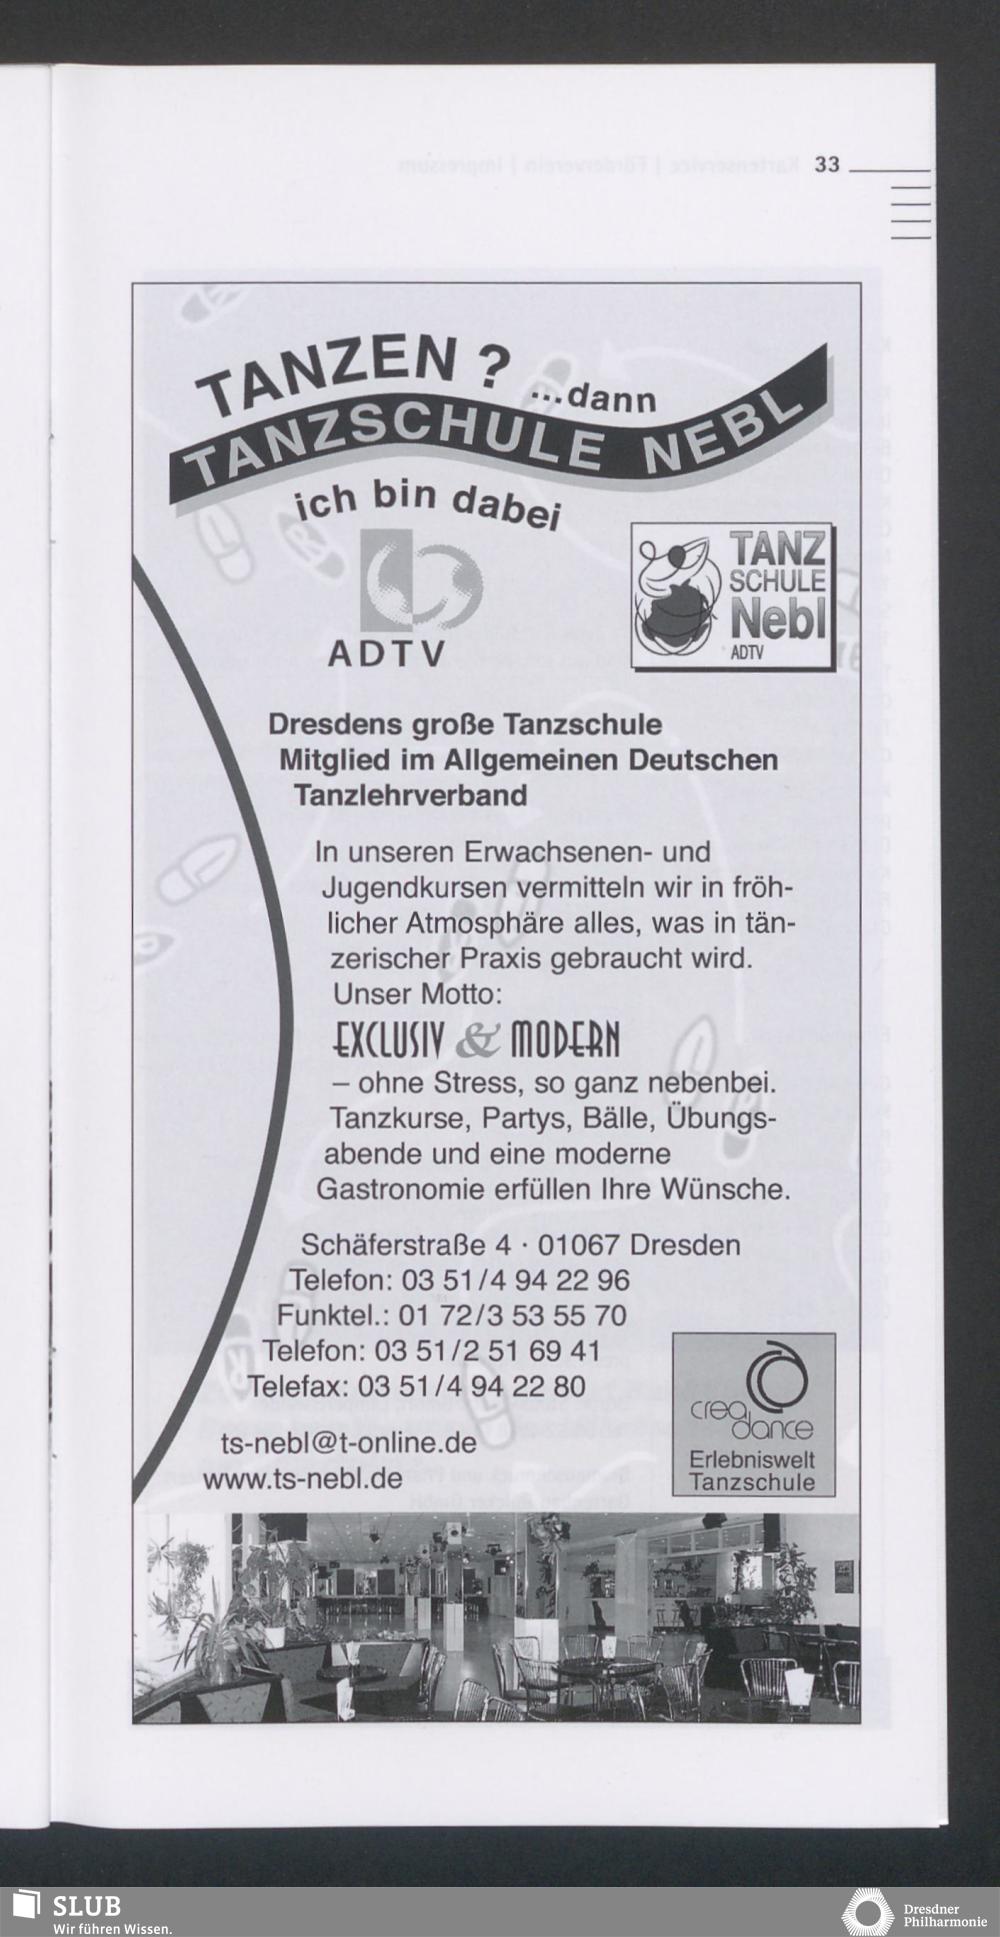 33
TANZEN ? ...dann
TANZSCHULE NEBL
ich bin dabei
ADTV
TANZ
SCHULE
Nebl
ADTV
Dresdens große Tanzschule
Mitglied im Allgemeinen Deutschen
Tanzlehrverband
In unseren Erwachsenen- und
Jugendkursen vermitteln wir in fröh-
licher Atmosphäre alles, was in tän-
zerischer Praxis gebraucht wird.
Unser Motto:
EXCLUSIV & MODERN
– ohne Stress, so ganz nebenbei.
Tanzkurse, Partys, Bälle, Übungs-
abende und eine moderne
Gastronomie erfüllen Ihre Wünsche.
Schäferstraße 4 · 01067 Dresden
Telefon: 03 51/4 94 22 96
Funktel.: 01 72/3 53 55 70
Telefon: 03 51/2 51 69 41
Telefax: 03 51/4 94 22 80
ts-nebl@t-online.de
www.ts-nebl.de
crea
dance
Erlebniswelt
Tanzschule
SLUB
Wir führen Wissen.
Dresdner
Philharmonie